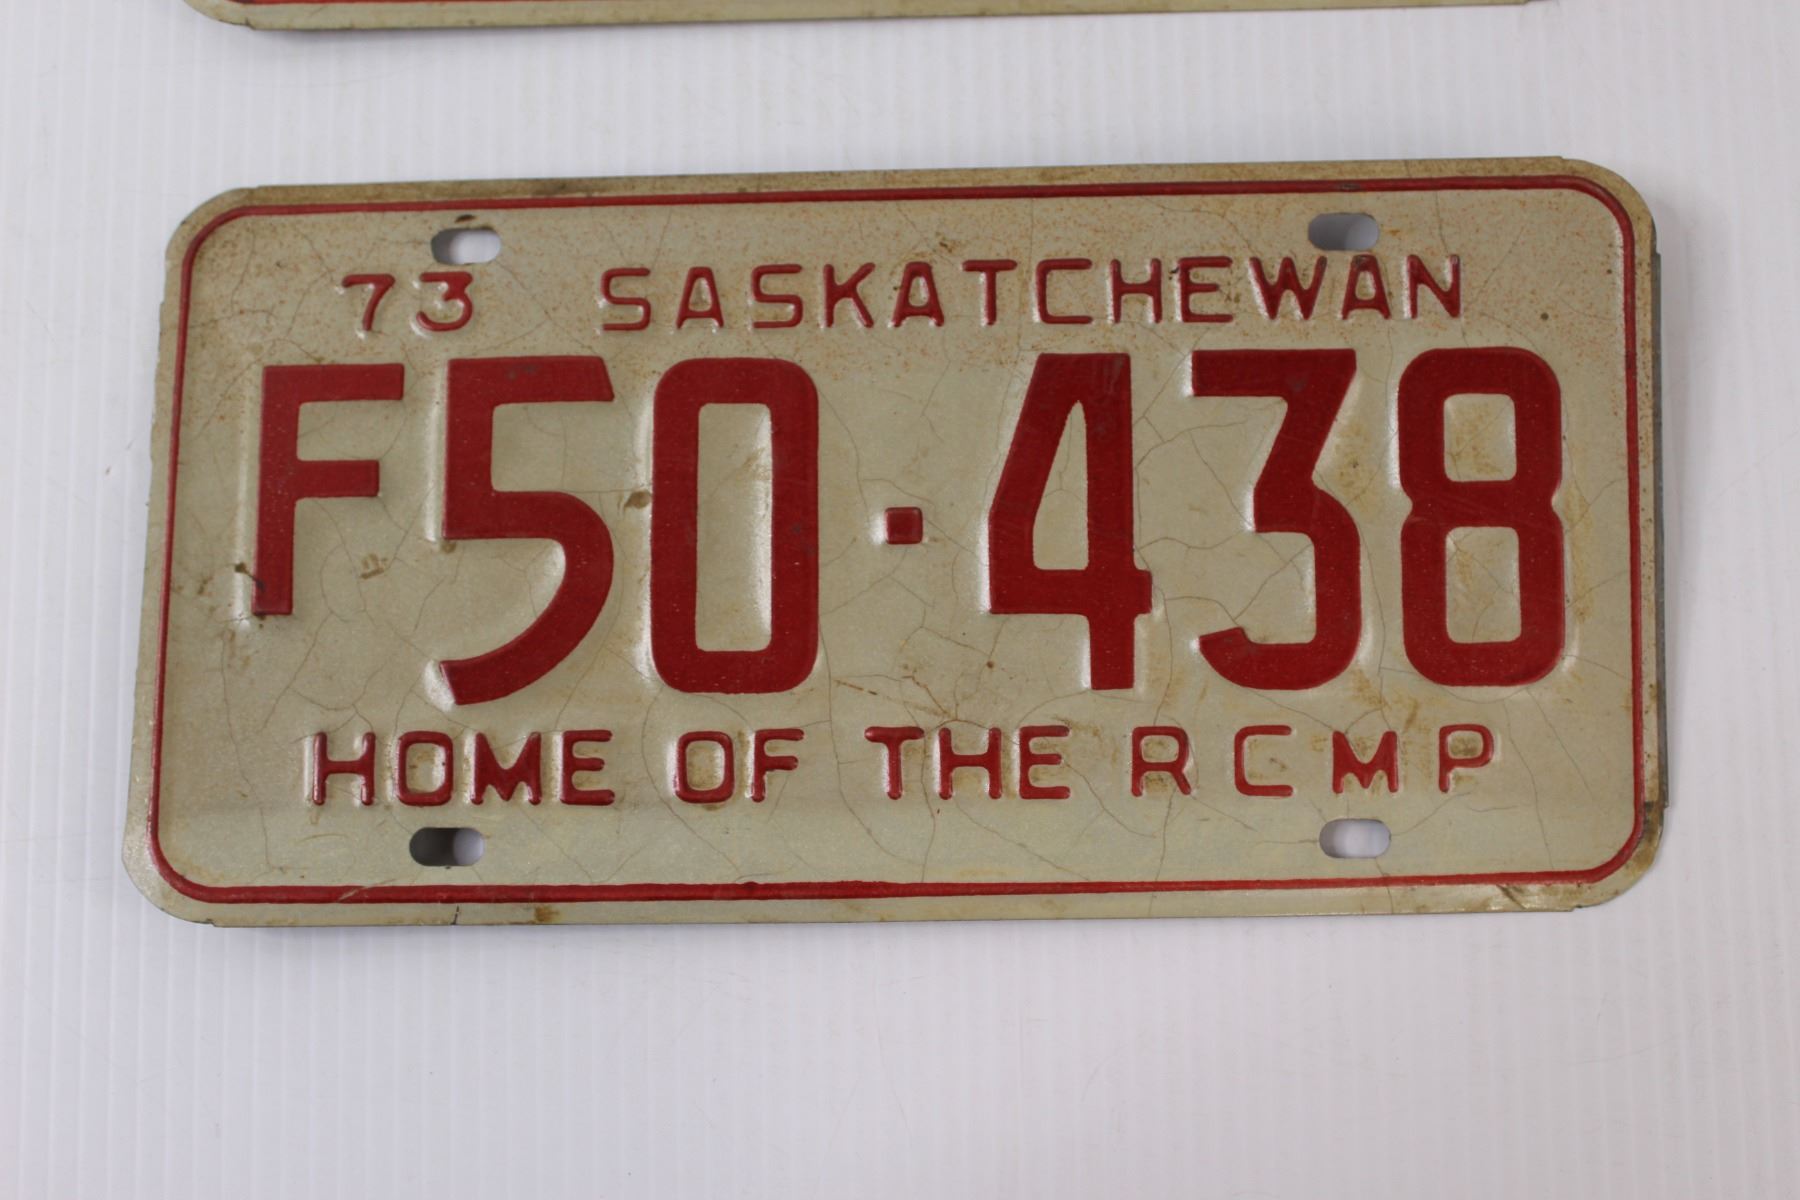 73 SASKATCHEWAN
F50·438
HOME OF THE RCMP